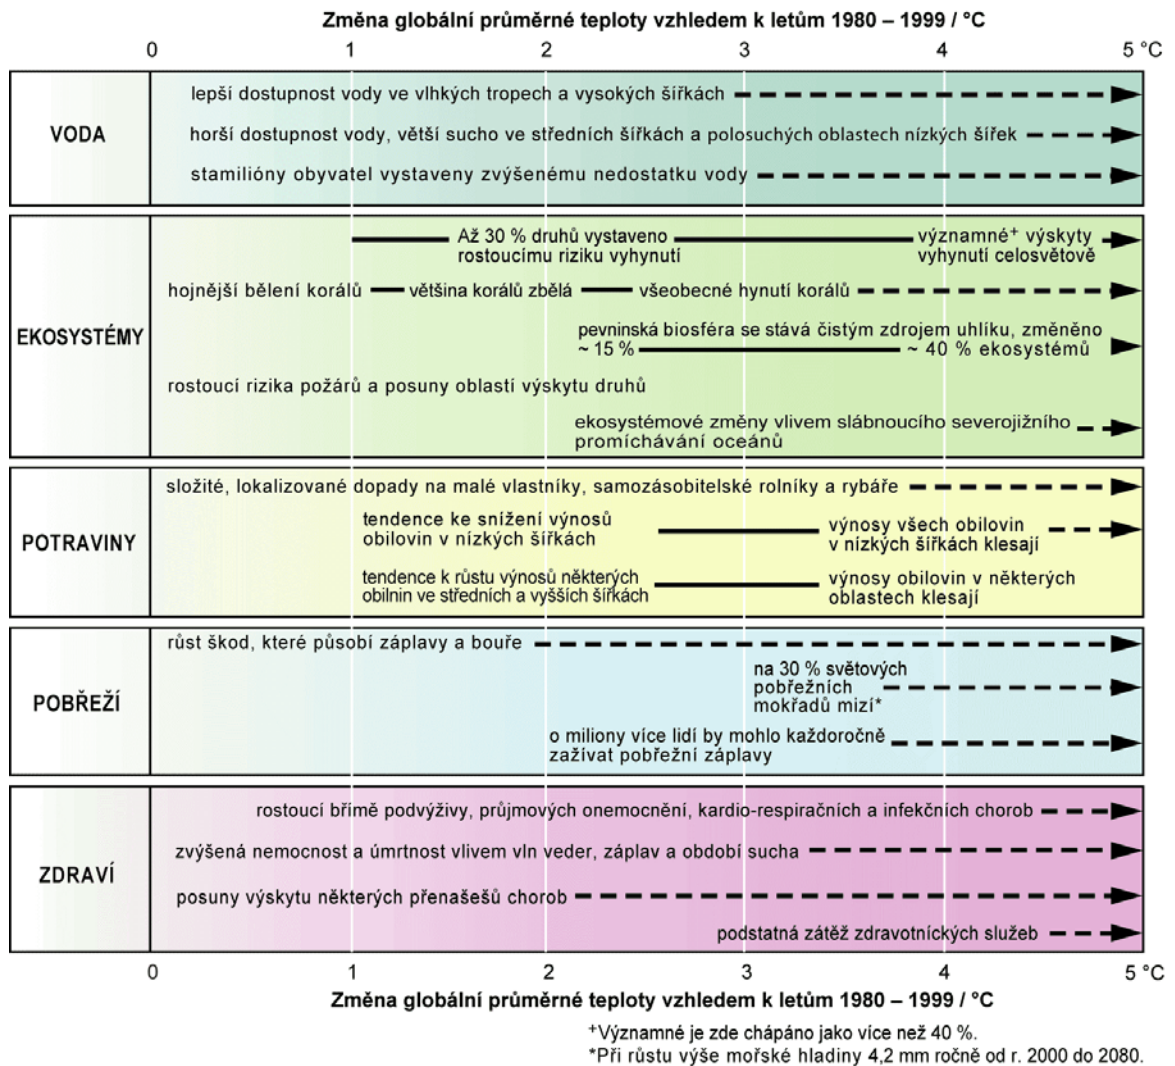 Změna globální průměrné teploty vzhledem k letům 1980 – 1999 / °C
0 1 2 3 4 5 °C
VODA
lepší dostupnost vody ve vlhkých tropech a vysokých šířkách
horší dostupnost vody, větší sucho ve středních šířkách a polosuchých oblastech nízkých šířek
stamilióny obyvatel vystaveny zvýšenému nedostatku vody
EKOSYSTÉMY
Až 30 % druhů vystaveno
rostoucímu riziku vyhynutí
významné+ výskyty
vyhynutí celosvětově
hojnější bělení korálů
většina korálů zbělá
všeobecné hynutí korálů
pevninská biosféra se stává čistým zdrojem uhlíku, změněno
~ 15 % ~ 40 % ekosystémů
rostoucí rizika požárů a posuny oblastí výskytu druhů
ekosystémové změny vlivem slábnoucího severojižního
promíchávání oceánů
POTRAVINY
složité, lokalizované dopady na malé vlastníky, samozásobitelské rolníky a rybáře
tendence ke snížení výnosů
obilovin v nízkých šířkách
výnosy všech obilovin
v nízkých šířkách klesají
tendence k růstu výnosů některých
obilnin ve středních a vyšších šířkách
výnosy obilovin v některých
oblastech klesají
POBŘEŽÍ
růst škod, které působí záplavy a bouře
na 30 % světových
pobřežních
mokřadů mizí*
o miliony více lidí by mohlo každoročně
zažívat pobřežní záplavy
ZDRAVÍ
rostoucí břímě podvýživy, průjmových onemocnění, kardio-respiračních a infekčních chorob
zvýšená nemocnost a úmrtnost vlivem vln veder, záplav a období sucha
posuny výskytu některých přenašešů chorob
podstatná zátěž zdravotníckých služeb
0 1 2 3 4 5 °C
Změna globální průměrné teploty vzhledem k letům 1980 – 1999 / °C
+Významné je zde chápáno jako více než 40 %.
*Při růstu výše mořské hladiny 4,2 mm ročně od r. 2000 do 2080.